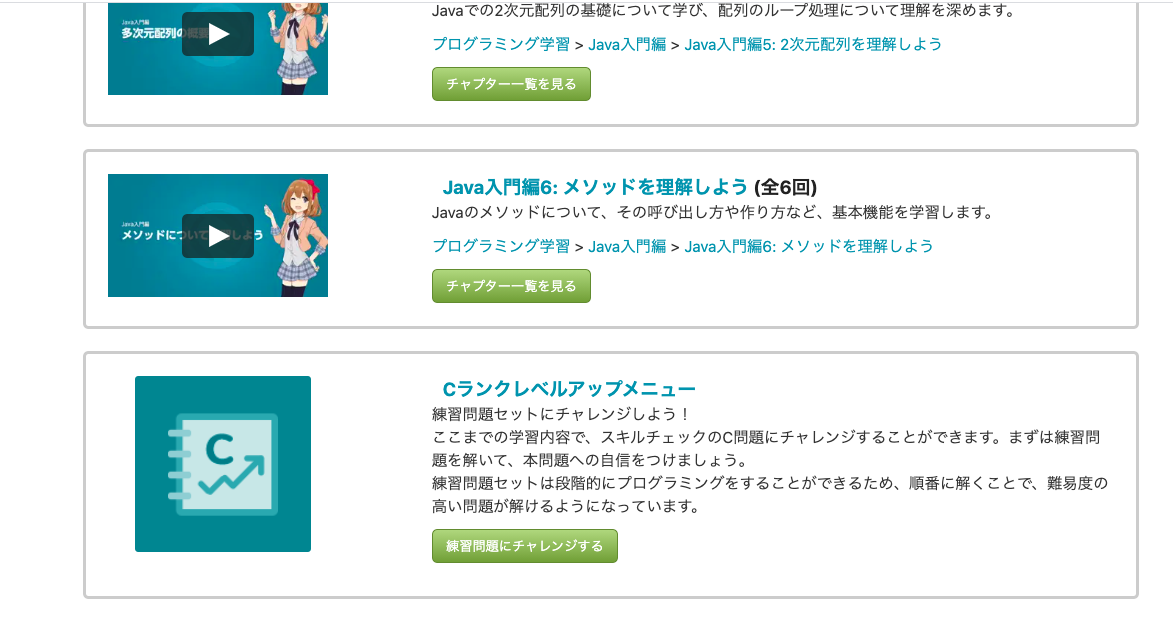 Javaでの2次元配列の基礎について学び、配列のループ処理について理解を深めます。
Java入門編
多次元配列の概要
プログラミング学習 > Java入門編 > Java入門編5: 2次元配列を理解しよう
チャプター一覧を見る
Java入門編6: メソッドを理解しよう (全6回)
Javaのメソッドについて、その呼び出し方や作り方など、基本機能を学習します。
Java入門編
メソッドにつ しよう
プログラミング学習 > Java入門編 > Java入門編6: メソッドを理解しよう
チャプター一覧を見る
Cランクレベルアップメニュー
練習問題セットにチャレンジしよう！
ここまでの学習内容で、スキルチェックのC問題にチャレンジすることができます。まずは練習問
題を解いて、本問題への自信をつけましょう。
練習問題セットは段階的にプログラミングをすることができるため、順番に解くことで、難易度の
高い問題が解けるようになっています。
C
練習問題にチャレンジする